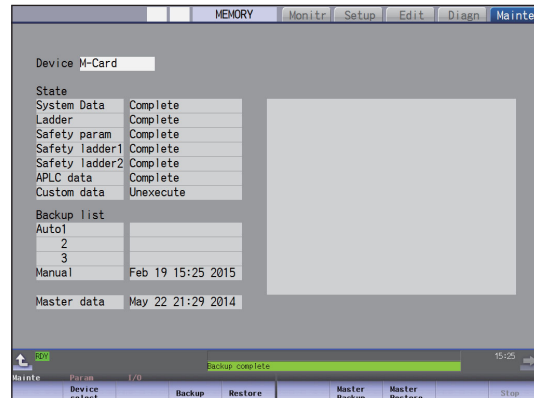 MEMORY Monitr Setup Edit Diagn Mainte
Device M-Card
State
System Data Complete
Ladder Complete
Safety param Complete
Safety ladder1 Complete
Safety ladder2 Complete
APLC data Complete
Custom data Unexecute
Backup list
Auto1
2
3
Manual Feb 19 15:25 2015
Master data May 22 21:29 2014
RDY 15:25
Backup complete
Mainte Param I/O
Device select Backup Restore Master Backup Master Restore Stop